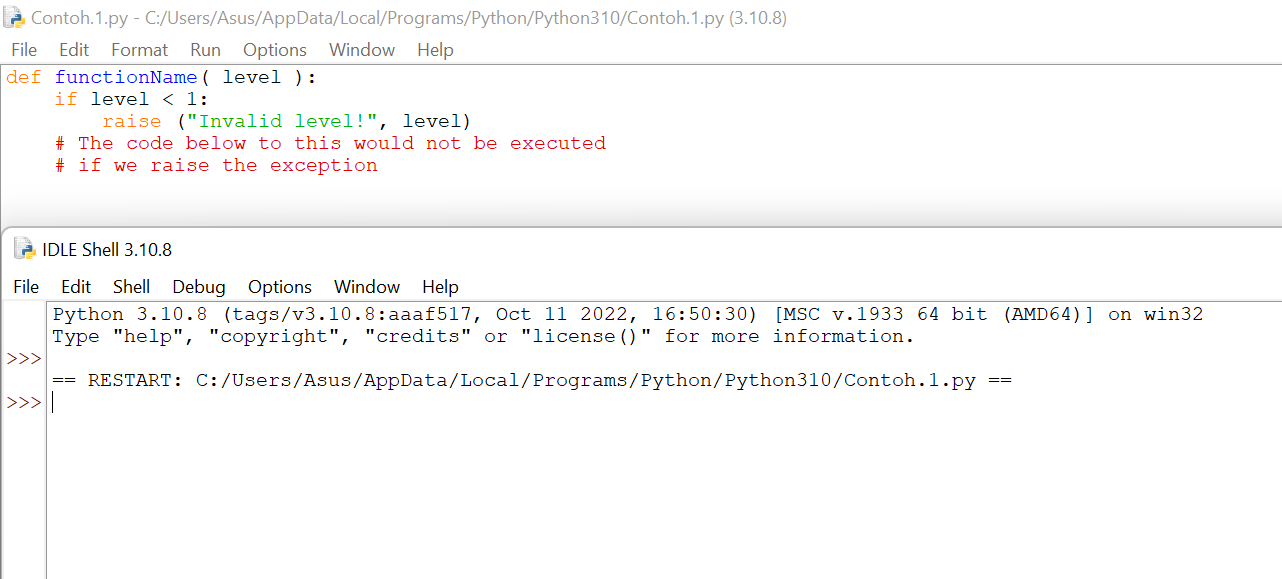 Contoh.1.py - C:/Users/Asus/AppData/Local/Programs/Python/Python310/Contoh.1.py (3.10.8)
File Edit Format Run Options Window Help
def functionName( level ):
    if level < 1:
        raise ("Invalid level!", level)
    # The code below to this would not be executed
    # if we raise the exception
IDLE Shell 3.10.8
File Edit Shell Debug Options Window Help
Python 3.10.8 (tags/v3.10.8:aaaf517, Oct 11 2022, 16:50:30) [MSC v.1933 64 bit (AMD64)] on win32
Type "help", "copyright", "credits" or "license()" for more information.
>>>
== RESTART: C:/Users/Asus/AppData/Local/Programs/Python/Python310/Contoh.1.py ==
>>>